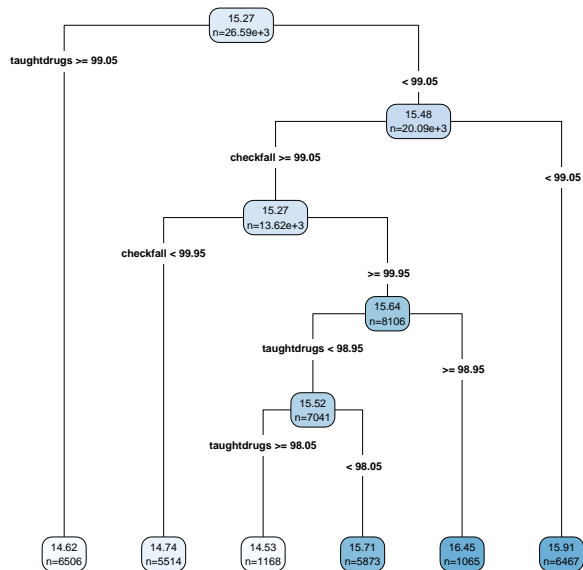 15.27
n=26.59e+3
taughtdrugs >= 99.05
< 99.05
15.48
n=20.09e+3
checkfall >= 99.05
< 99.05
15.27
n=13.62e+3
checkfall < 99.95
>= 99.95
15.64
n=8106
taughtdrugs < 98.95
>= 98.95
15.52
n=7041
taughtdrugs >= 98.05
< 98.05
14.62
n=6506
14.74
n=5514
14.53
n=1168
15.71
n=5873
16.45
n=1065
15.91
n=6467